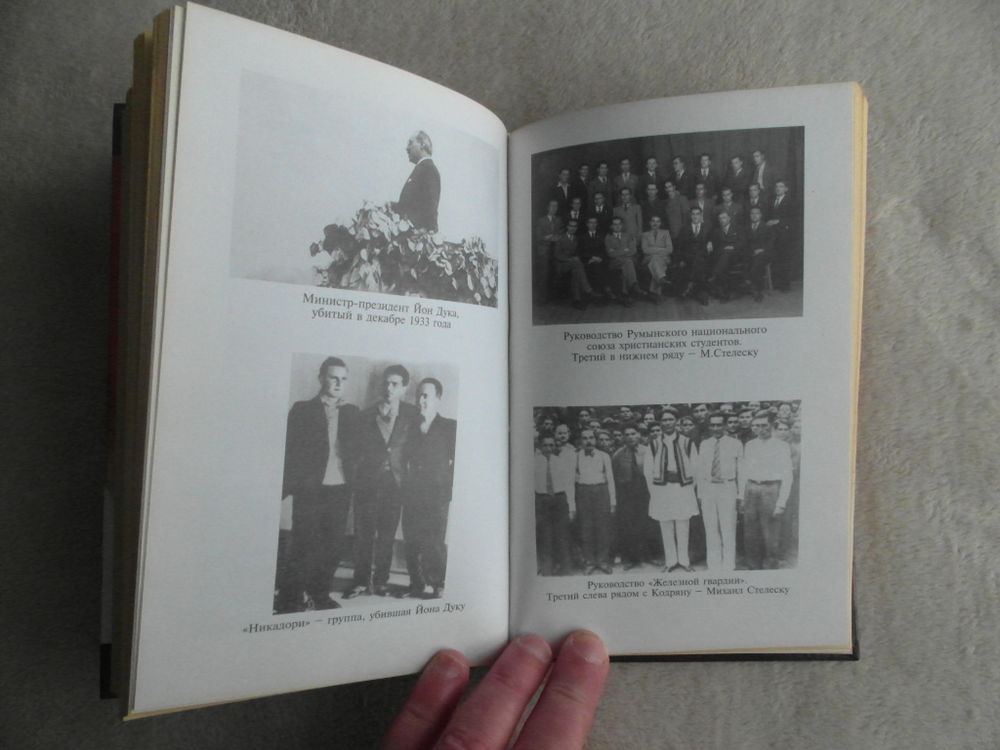 Министр-президент Йон Дука,
убитый в декабре 1933 года
«Никадори» – группа, убившая Йона Дуку
Руководство Румынского национального
союза христианских студентов.
Третий в нижнем ряду – М.Стелеску
Руководство «Железной гвардии».
Третий слева рядом с Кодряну – Михаил Стелеску